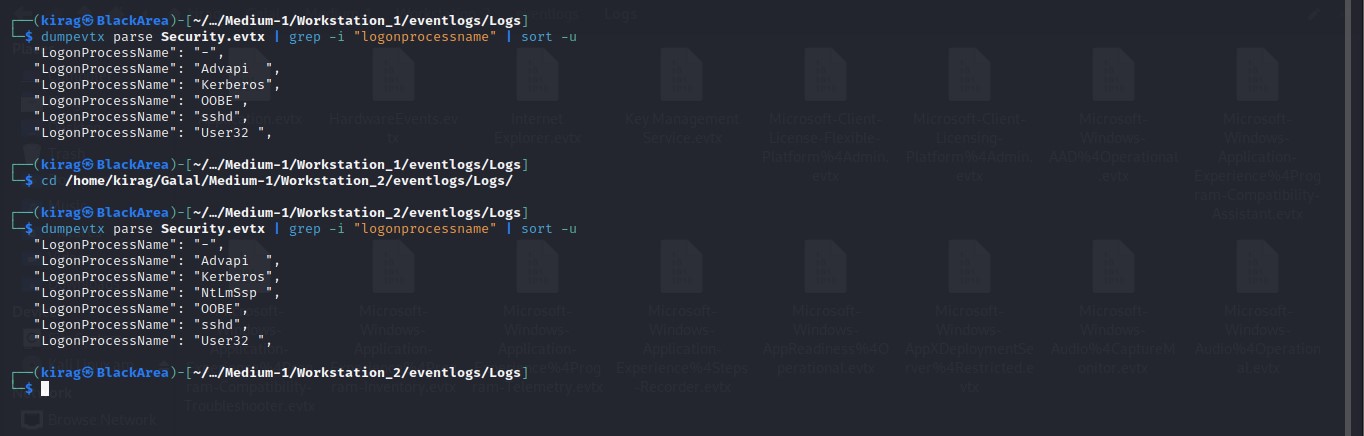 ┌──(kirag㉿BlackArea)-[~/…/Medium-1/Workstation_1/eventlogs/Logs]
└─$ dumpevtx parse Security.evtx | grep -i "logonprocessname" | sort -u
"LogonProcessName": "-",
"LogonProcessName": "Advapi  ",
"LogonProcessName": "Kerberos",
"LogonProcessName": "OOBE",
"LogonProcessName": "sshd",
"LogonProcessName": "User32 ",
┌──(kirag㉿BlackArea)-[~/…/Medium-1/Workstation_1/eventlogs/Logs]
└─$ cd /home/kirag/Galal/Medium-1/Workstation_2/eventlogs/Logs/
┌──(kirag㉿BlackArea)-[~/…/Medium-1/Workstation_2/eventlogs/Logs]
└─$ dumpevtx parse Security.evtx | grep -i "logonprocessname" | sort -u
"LogonProcessName": "-",
"LogonProcessName": "Advapi  ",
"LogonProcessName": "Kerberos",
"LogonProcessName": "NtLmSsp ",
"LogonProcessName": "OOBE",
"LogonProcessName": "sshd",
"LogonProcessName": "User32 ",
┌──(kirag㉿BlackArea)-[~/…/Medium-1/Workstation_2/eventlogs/Logs]
└─$
Browse Network